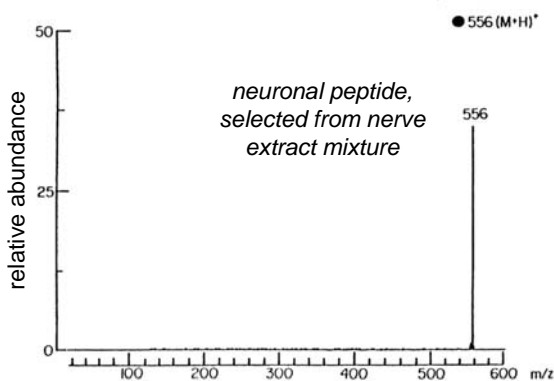 ● 556 (M+H)⁺
50
neuronal peptide,
selected from nerve
extract mixture
556
relative abundance
25
0
100
200
300
400
500
600
m/z